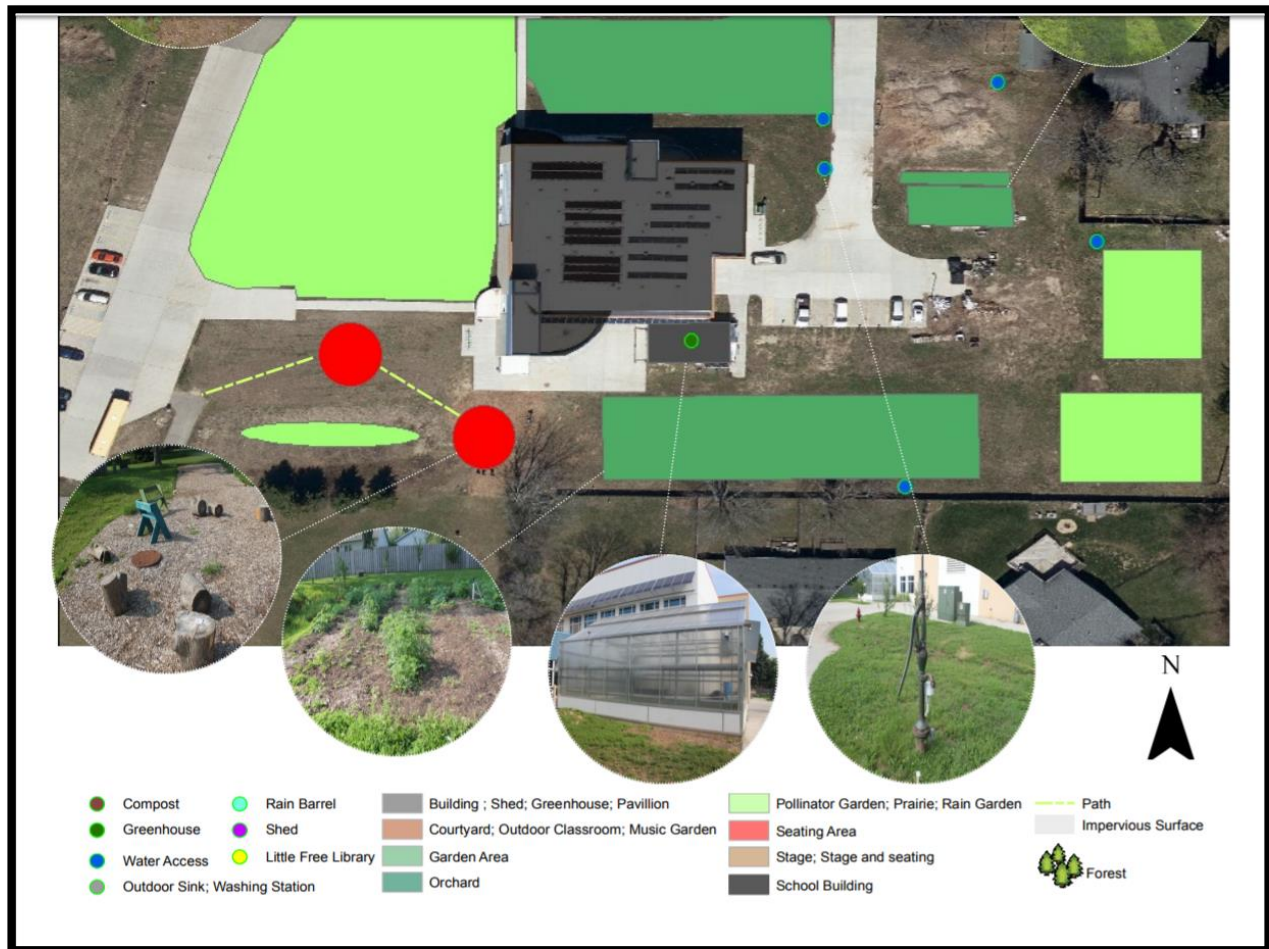 N
Compost
Rain Barrel
Building ; Shed; Greenhouse; Pavillion
Pollinator Garden; Prairie; Rain Garden
Path
Greenhouse
Shed
Courtyard; Outdoor Classroom; Music Garden
Seating Area
Impervious Surface
Water Access
Little Free Library
Garden Area
Stage; Stage and seating
Forest
Outdoor Sink; Washing Station
Orchard
School Building